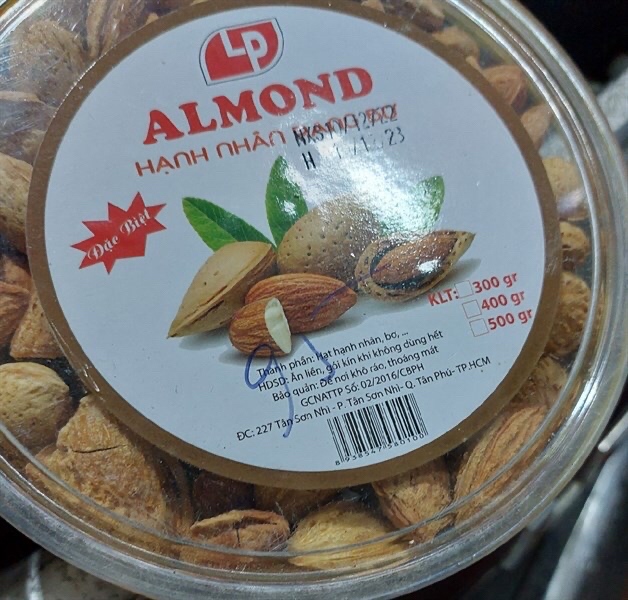 LP
ALMOND
HẠNH NHÂN
Đặc Biệt
KLT: 300 gr
400 gr
500 gr
Thành phần: Hạt hạnh nhân, bơ, ...
HDSD: Ăn liền, gói kín khi không dùng hết
Bảo quản: Để nơi khô ráo, thoáng mát
GCNATTP Số: 02/2016/CBPH
ĐC: 227 Tân Sơn Nhì - P. Tân Sơn Nhì - Q. Tân Phú- TP.HCM